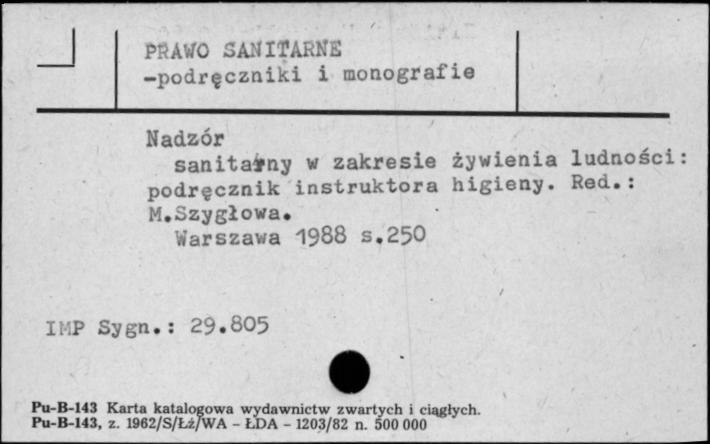 PRAWO SANITARNE
-podręczniki i monografie
Nadzór
sanitarny w zakresie żywienia ludności:
podręcznik instruktora higieny. Red.:
M.Szygłowa.
Warszawa 1988 s.250
IMP Sygn.: 29.805
Pu-B-143 Karta katalogowa wydawnictw zwartych i ciągłych.
Pu-B-143, z. 1962/S/Łż/WA - ŁDA - 1203/82 n. 500 000